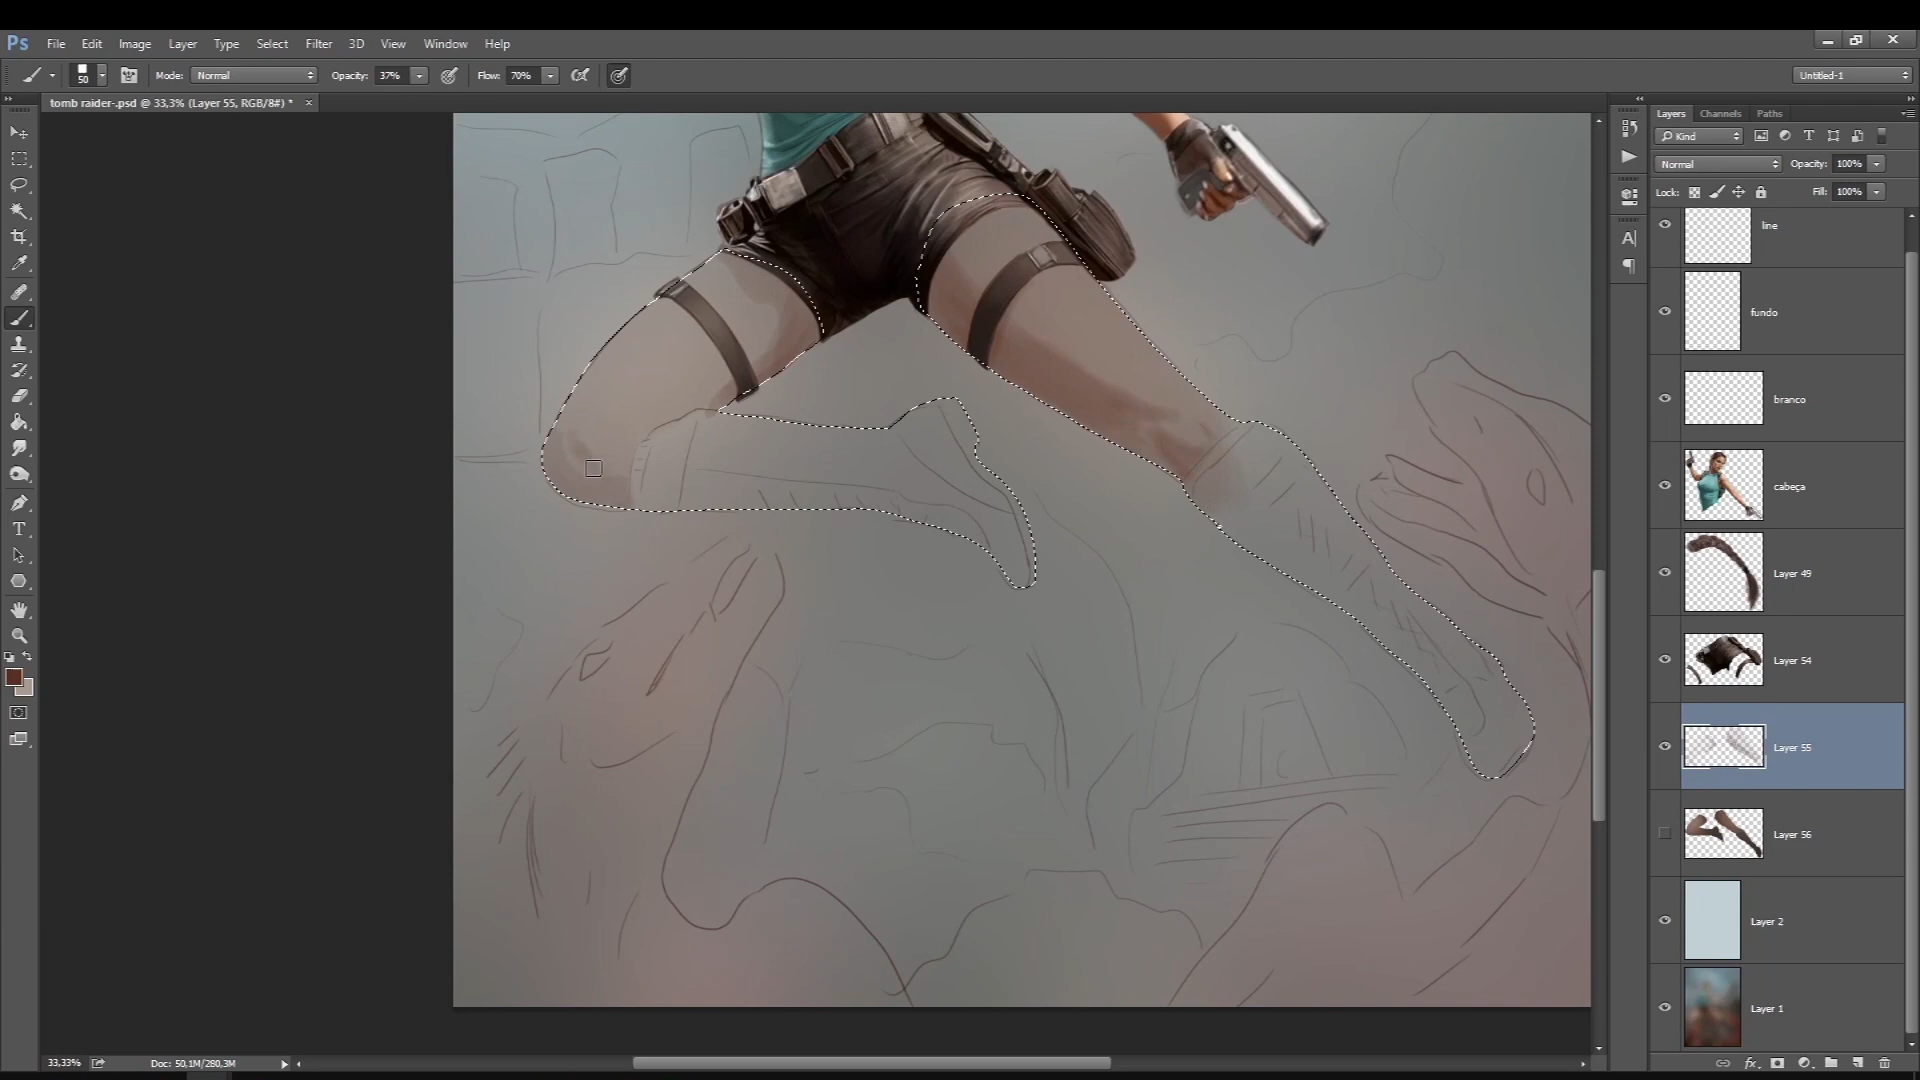 Ps File Edit Image Layer Type Select Filter 3D View Window Help
50 Mode: Normal Opacity: 37% Flow: 70% Untitled-1
tomb raider-.psd @ 33,3% (Layer 55, RGB/8#) * ×
Layers Channels Paths
Kind
Normal Opacity: 100%
Lock: Fill: 100%
line
fundo
branco
cabeça
Layer 49
Layer 54
Layer 55
Layer 56
Layer 2
Layer 1
33,33% Doc: 50,1M/280,3M